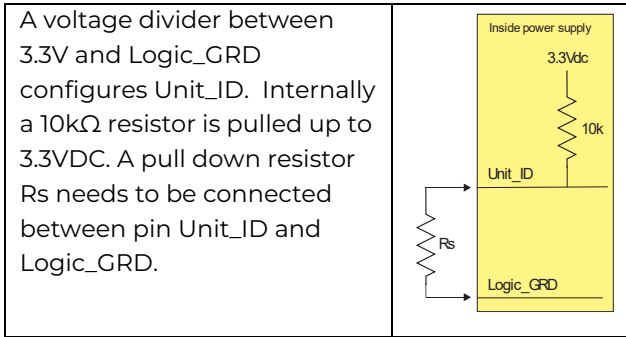 A voltage divider between
3.3V and Logic_GRD
configures Unit_ID.  Internally
a 10kΩ resistor is pulled up to
3.3VDC. A pull down resistor
Rs needs to be connected
between pin Unit_ID and
Logic_GRD.
Inside power supply
3.3Vdc
10k
Unit_ID
Rs
Logic_GRD